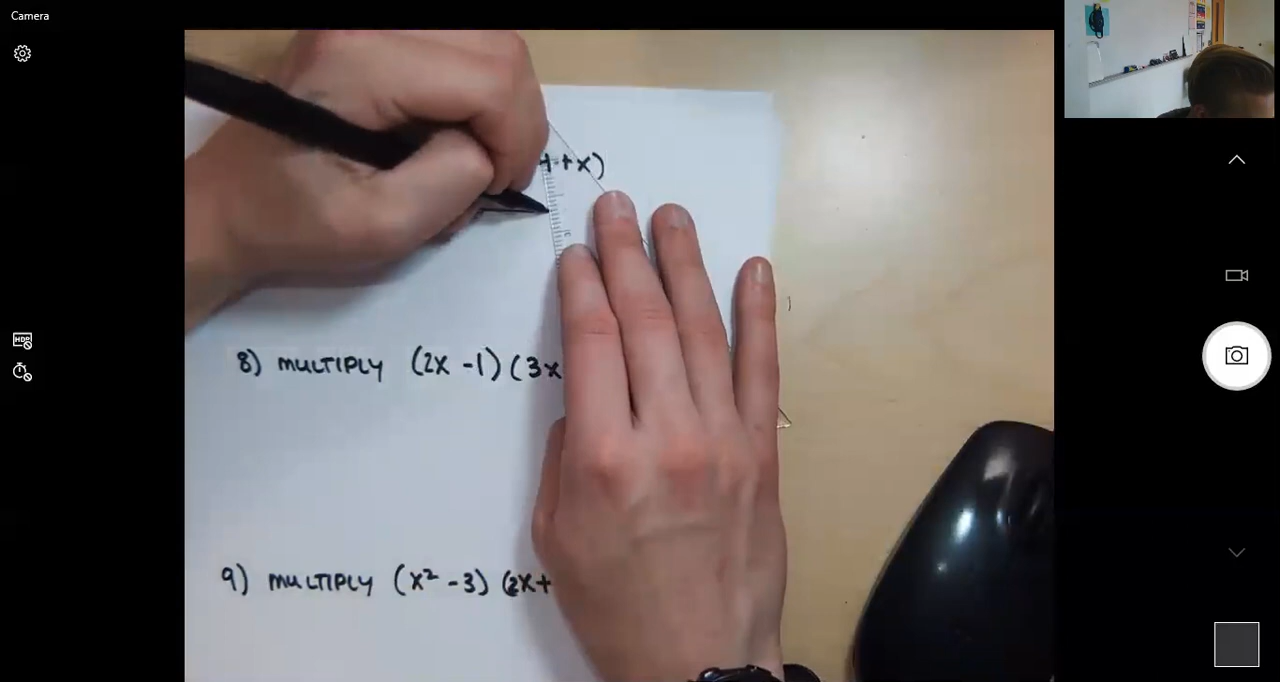 Camera
+x)
8) MULTIPLY (2x -1) (3x
9) MULTIPLY (x² -3) (2x+